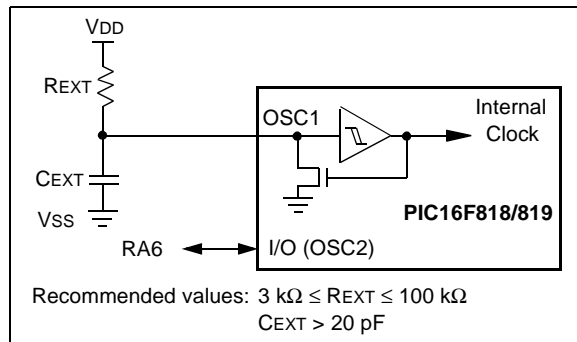 VDD
REXT
OSC1
Internal
Clock
CEXT
PIC16F818/819
VSS
RA6
I/O (OSC2)
Recommended values: 3 kΩ ≤ REXT ≤ 100 kΩ
CEXT > 20 pF